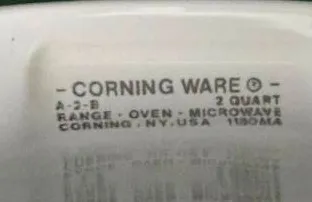 - CORNING WARE ® -
A-2-B 2 QUART
RANGE - OVEN - MICROWAVE
CORNING - NY. USA 1180MA